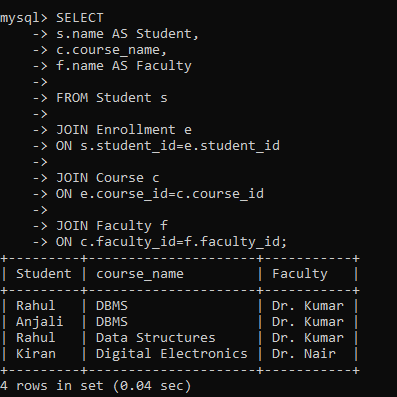 mysql> SELECT
    -> s.name AS Student,
    -> c.course_name,
    -> f.name AS Faculty
    ->
    -> FROM Student s
    ->
    -> JOIN Enrollment e
    -> ON s.student_id=e.student_id
    ->
    -> JOIN Course c
    -> ON e.course_id=c.course_id
    ->
    -> JOIN Faculty f
    -> ON c.faculty_id=f.faculty_id;
+---------+---------------------+-----------+
| Student | course_name         | Faculty   |
+---------+---------------------+-----------+
| Rahul   | DBMS                | Dr. Kumar |
| Anjali  | DBMS                | Dr. Kumar |
| Rahul   | Data Structures     | Dr. Kumar |
| Kiran   | Digital Electronics | Dr. Nair  |
+---------+---------------------+-----------+
4 rows in set (0.04 sec)